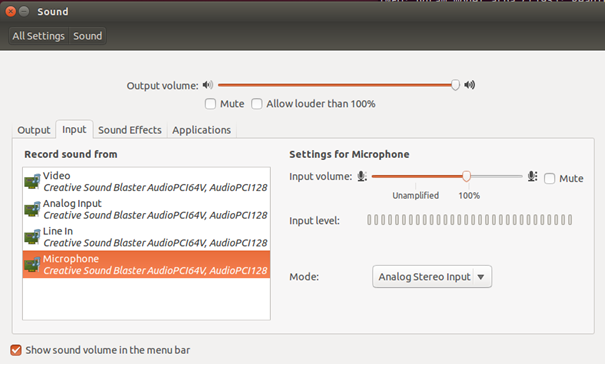 Sound
All Settings Sound
Output volume:
Mute Allow louder than 100%
Output Input Sound Effects Applications
Record sound from
Video
Creative Sound Blaster AudioPCI64V, AudioPCI128
Analog Input
Creative Sound Blaster AudioPCI64V, AudioPCI128
Line In
Creative Sound Blaster AudioPCI64V, AudioPCI128
Microphone
Creative Sound Blaster AudioPCI64V, AudioPCI128
Settings for Microphone
Input volume: Mute
Unamplified 100%
Input level:
Mode: Analog Stereo Input
Show sound volume in the menu bar